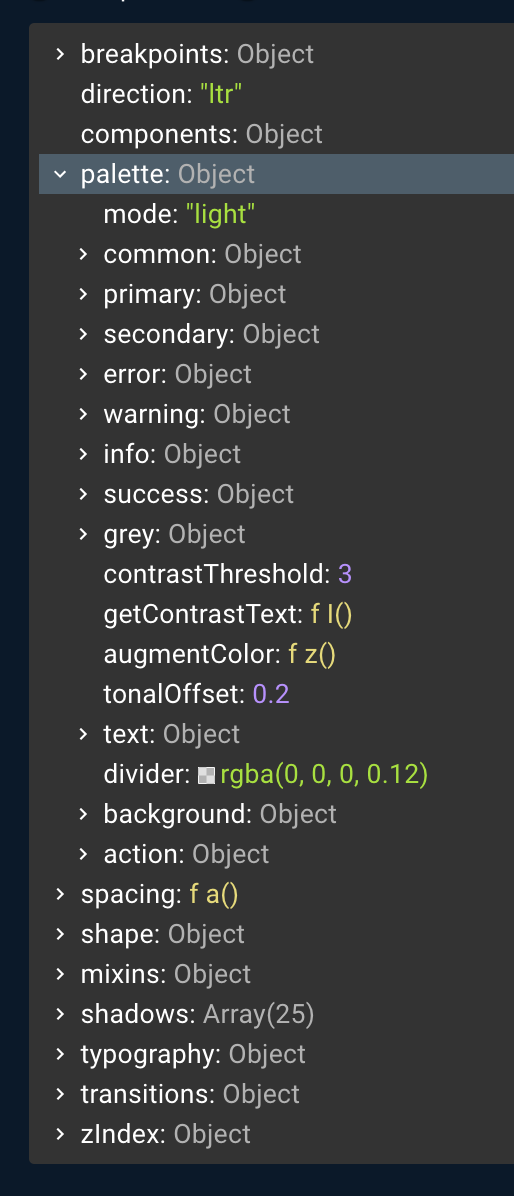 breakpoints: Object
direction: "ltr"
components: Object
palette: Object
mode: "light"
common: Object
primary: Object
secondary: Object
error: Object
warning: Object
info: Object
success: Object
grey: Object
contrastThreshold: 3
getContrastText: f I()
augmentColor: f z()
tonalOffset: 0.2
text: Object
divider: rgba(0, 0, 0, 0.12)
background: Object
action: Object
spacing: f a()
shape: Object
mixins: Object
shadows: Array(25)
typography: Object
transitions: Object
zIndex: Object